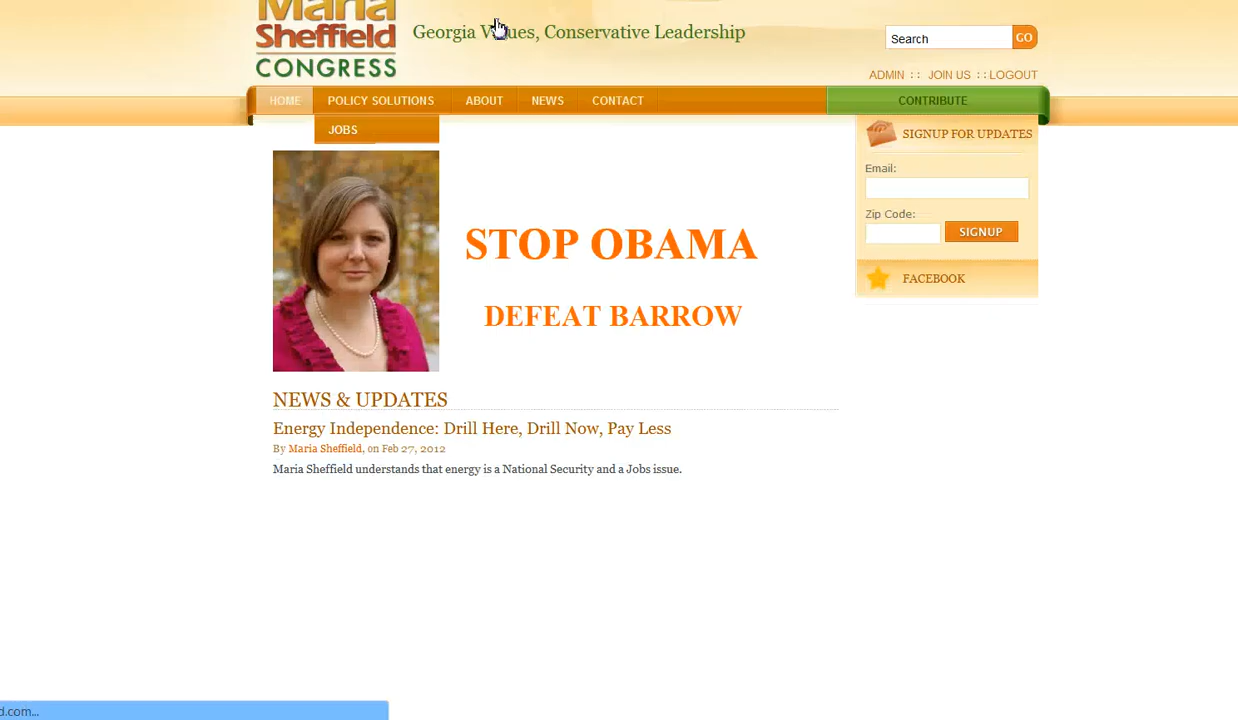 Maria
Sheffield
CONGRESS
Georgia Values, Conservative Leadership
Search
GO
ADMIN :: JOIN US :: LOGOUT
HOME POLICY SOLUTIONS ABOUT NEWS CONTACT CONTRIBUTE
JOBS
SIGNUP FOR UPDATES
Email:
Zip Code:
SIGNUP
FACEBOOK
STOP OBAMA
DEFEAT BARROW
NEWS & UPDATES
Energy Independence: Drill Here, Drill Now, Pay Less
By Maria Sheffield, on Feb 27, 2012
Maria Sheffield understands that energy is a National Security and a Jobs issue.
d.com...